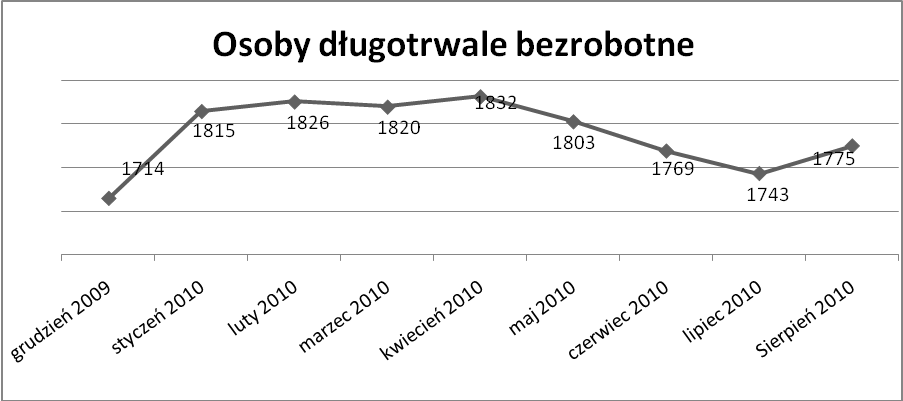 Osoby długotrwale bezrobotne
1714
1815
1826
1820
1832
1803
1769
1743
1775
grudzień 2009
styczeń 2010
luty 2010
marzec 2010
kwiecień 2010
maj 2010
czerwiec 2010
lipiec 2010
Sierpień 2010